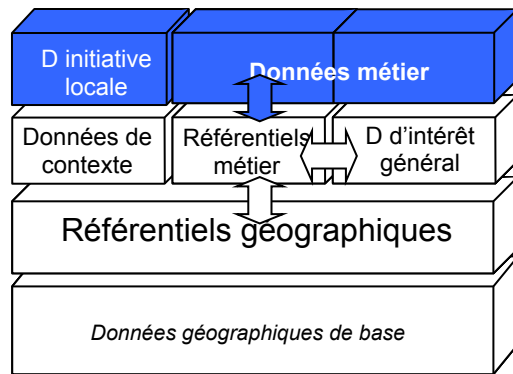 D initiative
locale
Données métier
Données de
contexte
Référentiels
métier
D d'intérêt
général
Référentiels géographiques
Données géographiques de base